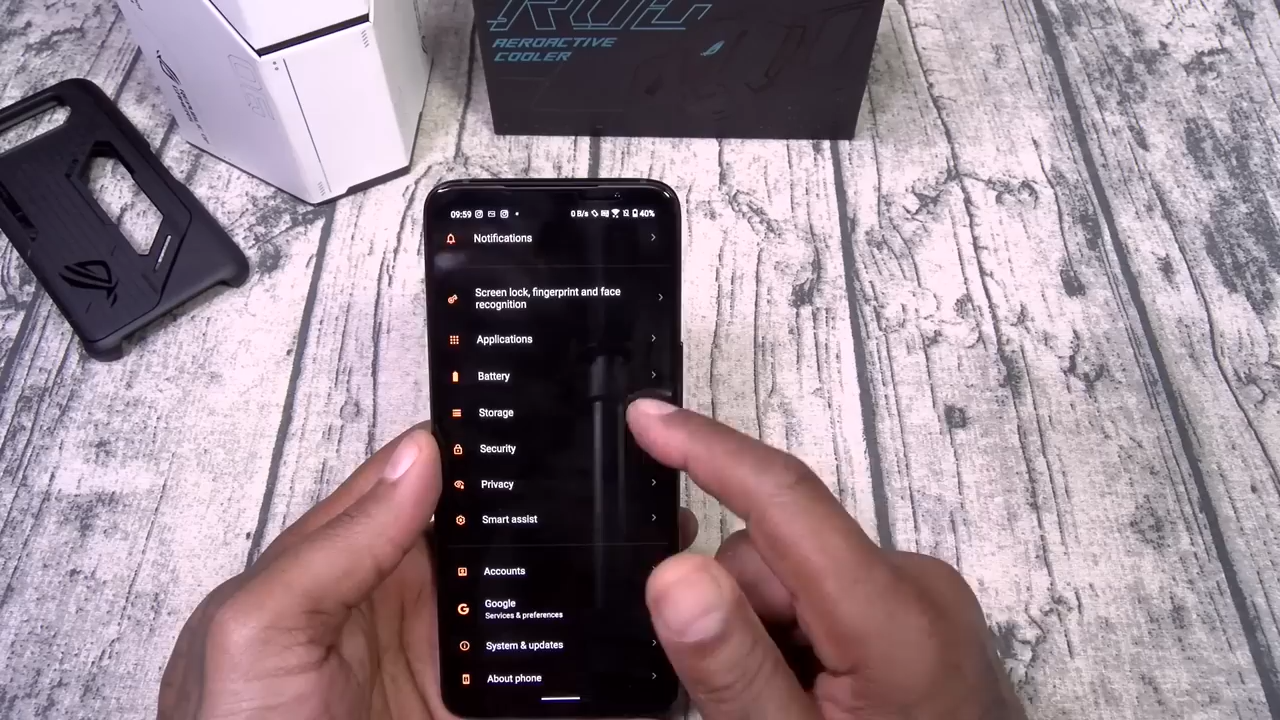 AEROACTIVE
COOLER
09:59
0 B/s
40%
Notifications
Screen lock, fingerprint and face
recognition
Applications
Battery
Storage
Security
Privacy
Smart assist
Accounts
Google
Services & preferences
System & updates
About phone